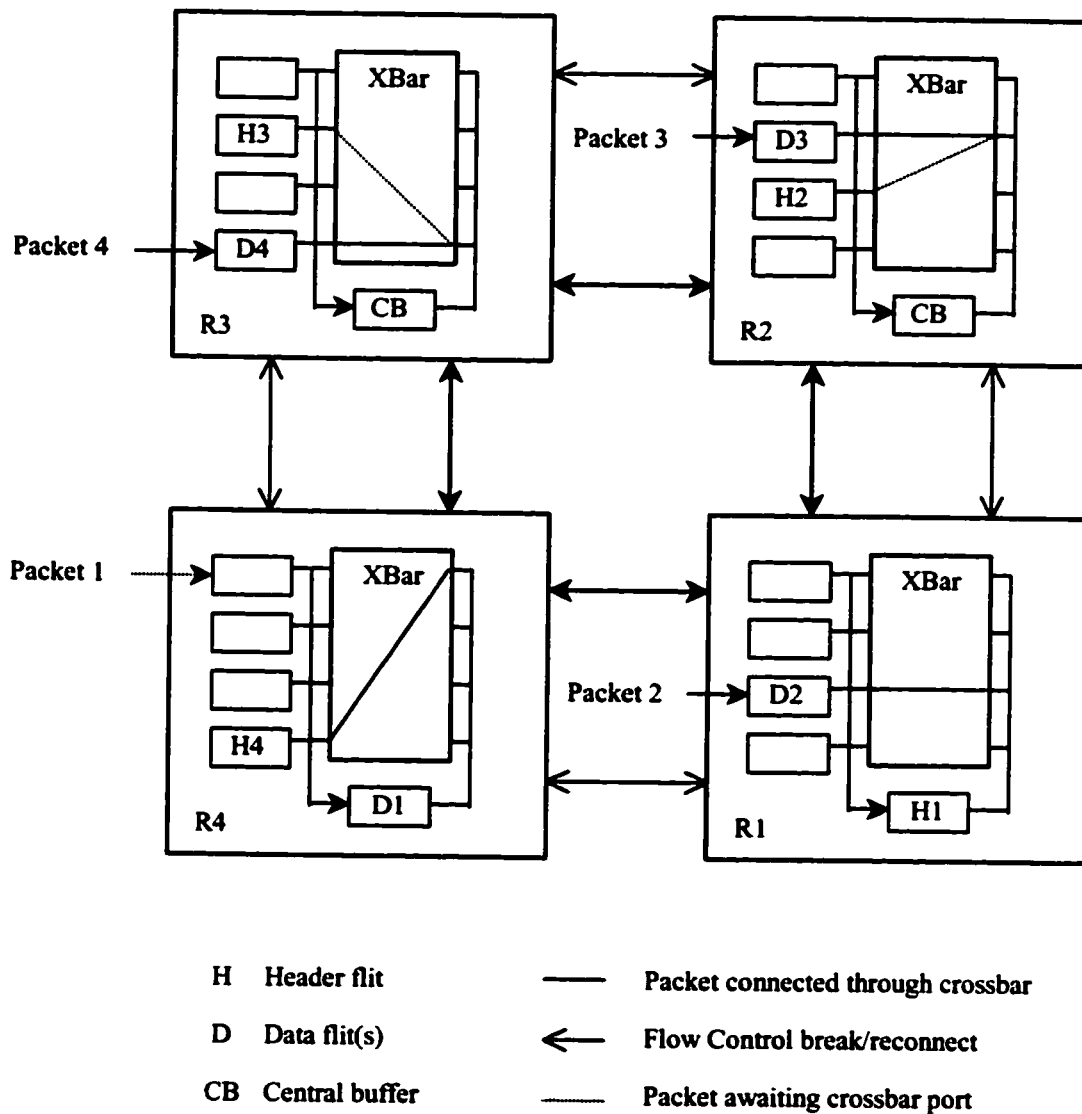 XBar
H3
D4
CB
R3
Packet 4
XBar
Packet 3
D3
H2
CB
R2
Packet 1
XBar
H4
D1
R4
XBar
Packet 2
D2
H1
R1
H Header flit
Packet connected through crossbar
D Data flit(s)
Flow Control break/reconnect
CB Central buffer
Packet awaiting crossbar port